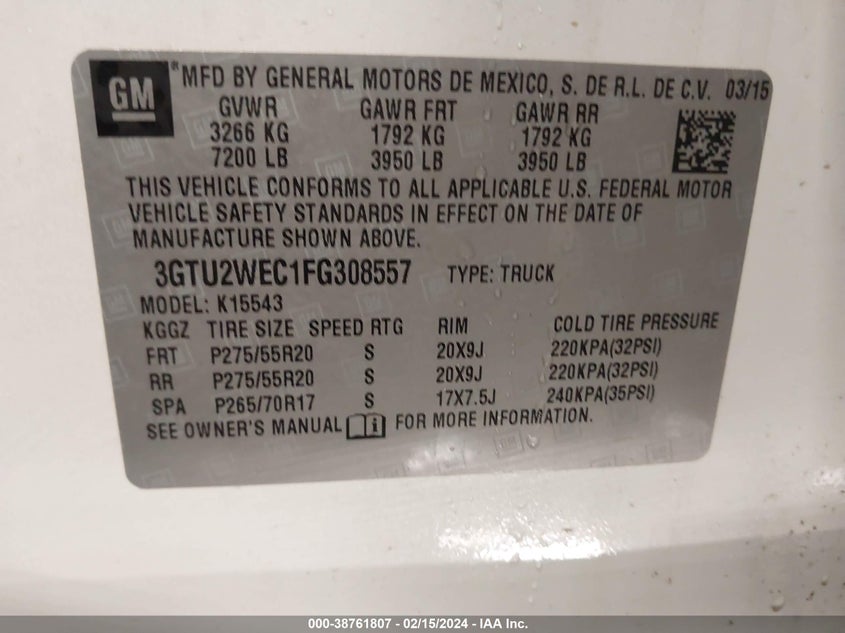 GM ® MFD BY GENERAL MOTORS DE MEXICO, S. DE R.L. DE C.V. 03/15
GVWR GAWR FRT GAWR RR
3266 KG 1792 KG 1792 KG
7200 LB 3950 LB 3950 LB
THIS VEHICLE CONFORMS TO ALL APPLICABLE U.S. FEDERAL MOTOR
VEHICLE SAFETY STANDARDS IN EFFECT ON THE DATE OF
MANUFACTURE SHOWN ABOVE.
3GTU2WEC1FG308557 TYPE: TRUCK
MODEL: K15543
KGGZ TIRE SIZE SPEED RTG RIM COLD TIRE PRESSURE
FRT P275/55R20 S 20X9J 220KPA(32PSI)
RR P275/55R20 S 20X9J 220KPA(32PSI)
SPA P265/70R17 S 17X7.5J 240KPA(35PSI)
SEE OWNER'S MANUAL i FOR MORE INFORMATION.
000-38761807 - 02/15/2024 - IAA Inc.